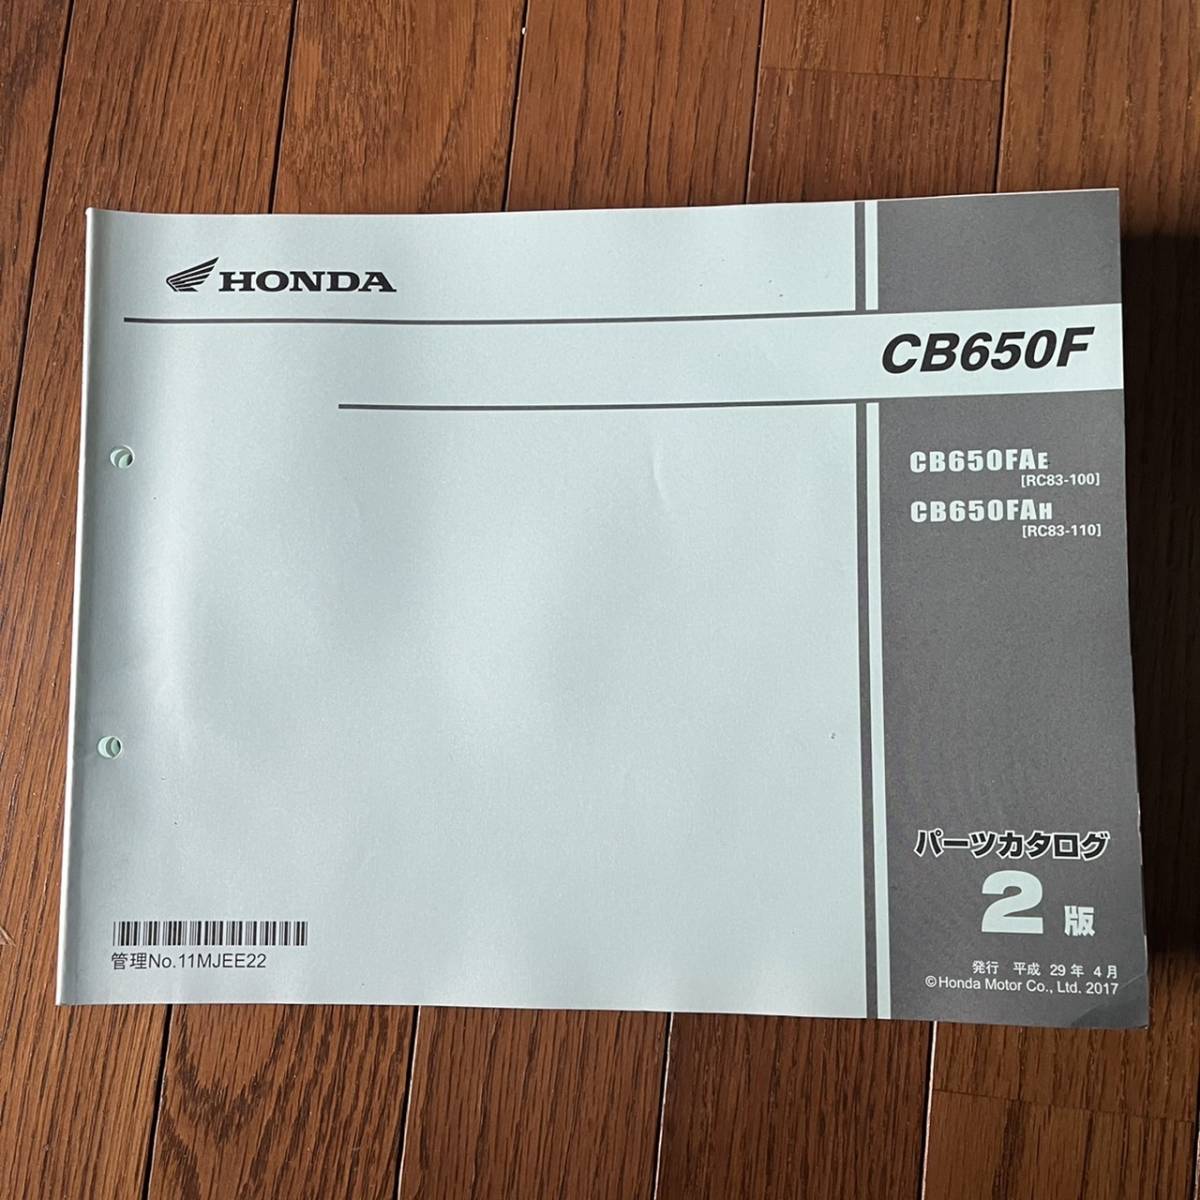 HONDA
CB650F
CB650FAE
[RC83-100]
CB650FAH
[RC83-110]
パーツカタログ
2版
発行 平成 29年 4月
©Honda Motor Co., Ltd. 2017
管理No.11MJEE22